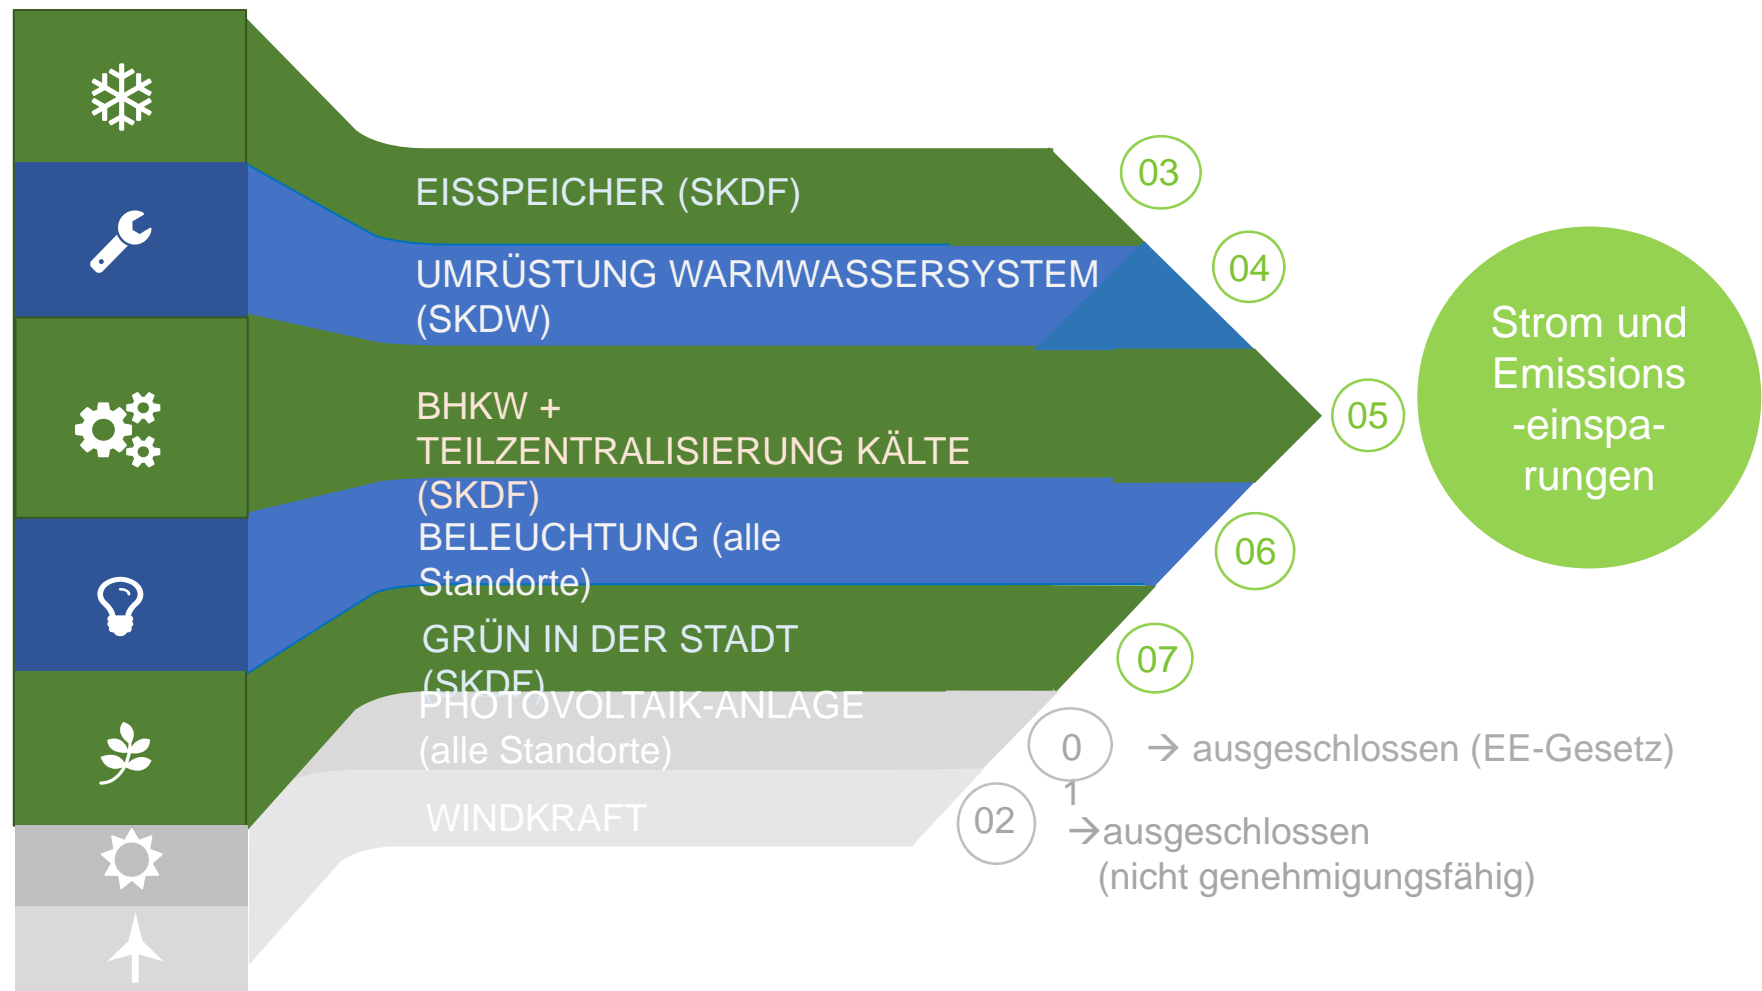 EISSPEICHER (SKDF)
03
UMRÜSTUNG WARMWASSERSYSTEM
(SKDW)
04
BHKW +
TEILZENTRALISIERUNG KÄLTE
(SKDF)
05
BELEUCHTUNG (alle
Standorte)
06
GRÜN IN DER STADT
(SKDF)
07
PHOTOVOLTAIK-ANLAGE
(alle Standorte)
0
1
→ ausgeschlossen (EE-Gesetz)
WINDKRAFT
02
→ausgeschlossen
(nicht genehmigungsfähig)
Strom und
Emissions
-einspa-
rungen